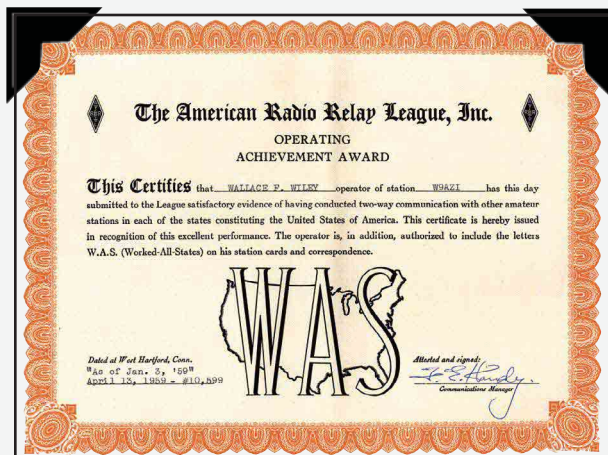 The American Radio Relay League, Inc.
OPERATING
ACHIEVEMENT AWARD
This Certifies that WALLACE F. WILEY operator of station W9AZI has this day
submitted to the League satisfactory evidence of having conducted two-way communication with other amateur
stations in each of the states constituting the United States of America. This certificate is hereby issued
in recognition of this excellent performance. The operator is, in addition, authorized to include the letters
W.A.S. (Worked-All-States) on his station cards and correspondence.
WAS
Dated at West Hartford, Conn.
"As of Jan. 3, '59"
April 13, 1959 - #10,899
Attested and signed:
F. E. Handy.
Communications Manager